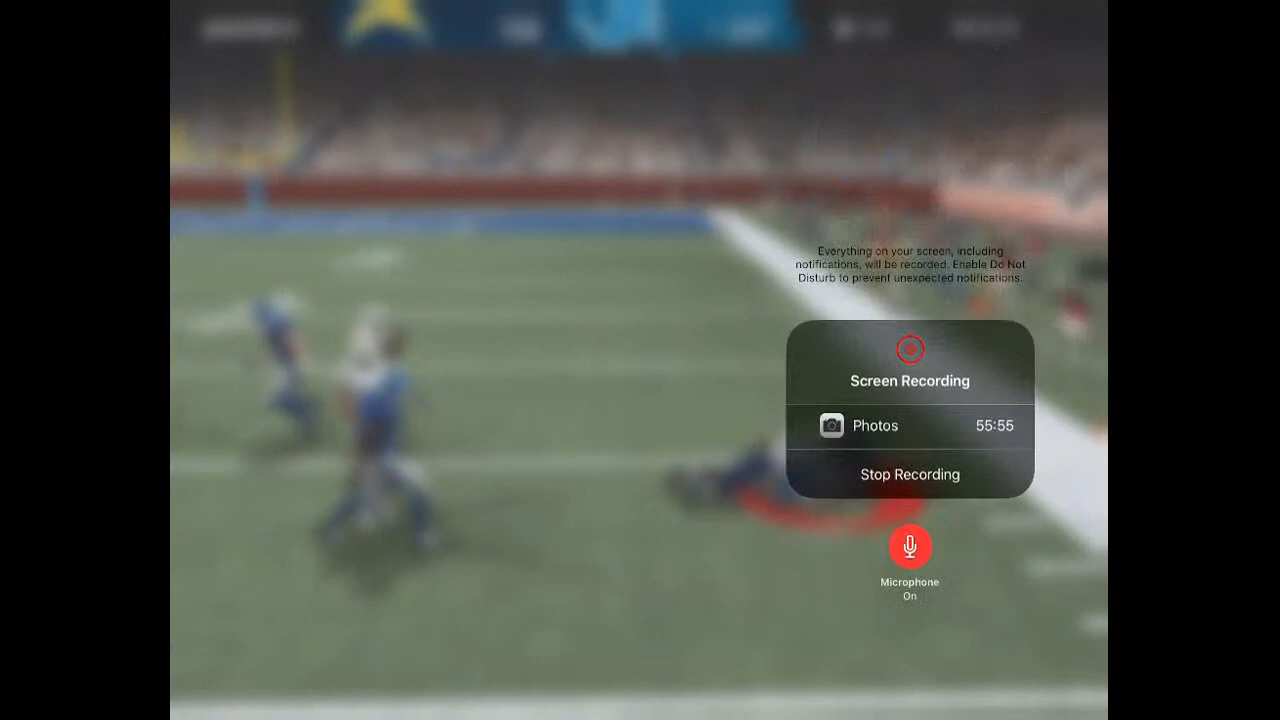 Everything on your screen, including
notifications, will be recorded. Enable Do Not
Disturb to prevent unexpected notifications.
Screen Recording
Photos 55:55
Stop Recording
Microphone
On